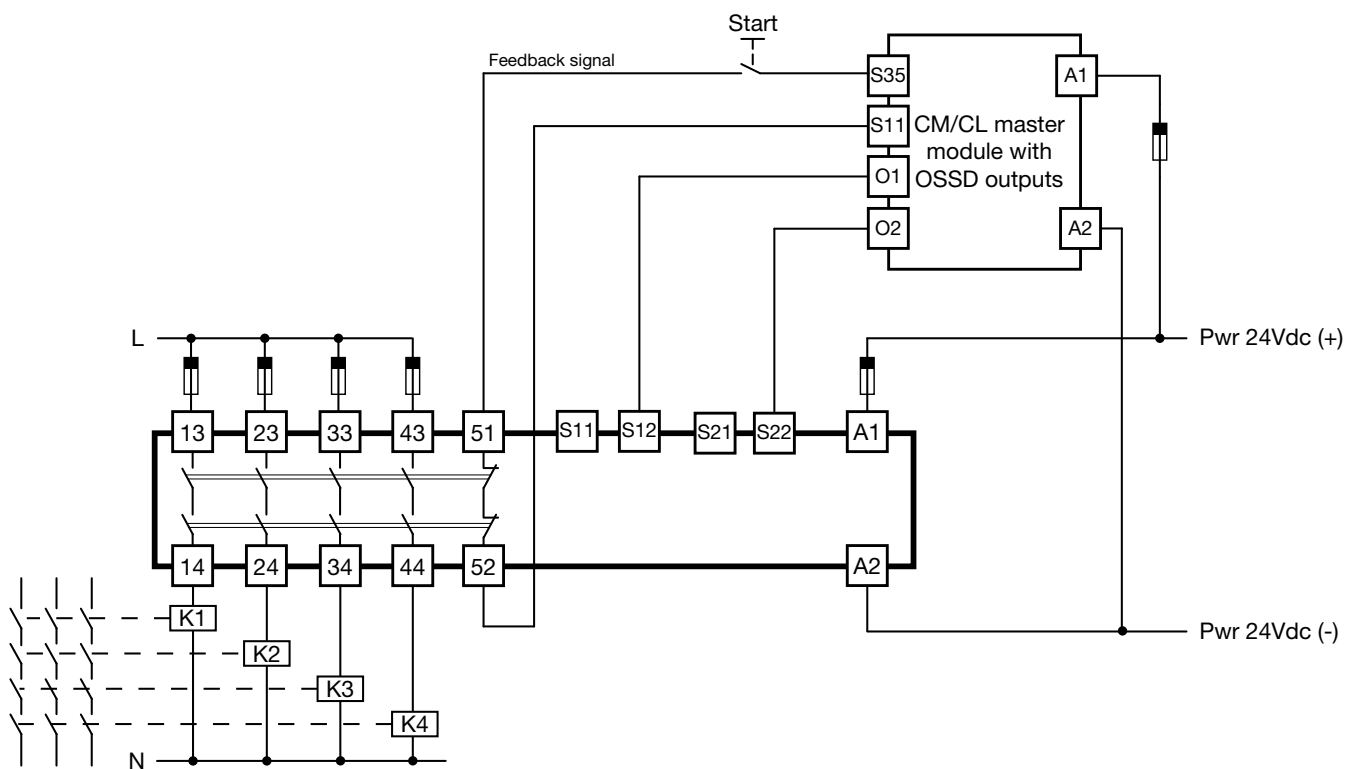 Start
Feedback signal
S35
A1
S11
CM/CL master
module with
OSSD outputs
O1
O2
A2
L
Pwr 24Vdc (+)
13
23
33
43
51
S11
S12
S21
S22
A1
14
24
34
44
52
A2
K1
K2
K3
K4
Pwr 24Vdc (-)
N